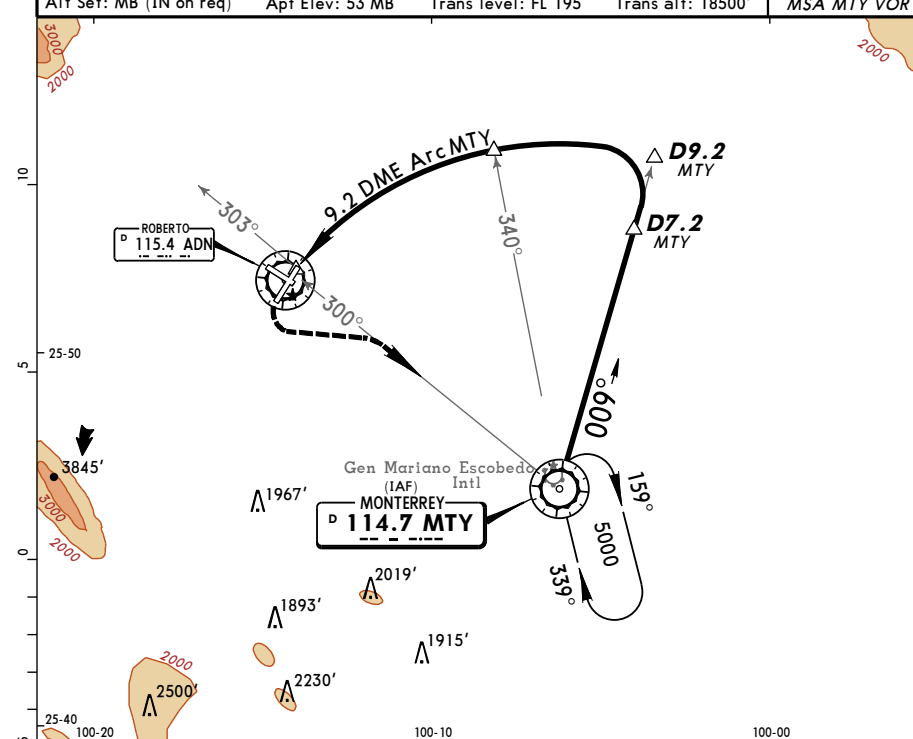 Alt Set: MB (IN on req) Apt Elev: 53 MB Trans level: FL 195 Trans alt: 18500' MSA MTY VOR
3000
2000
2000
10
9.2 DME Arc MTY
D9.2
MTY
D7.2
MTY
303°
340°
ROBERTO
D 115.4 ADN
300°
5
25-50
009°
3845'
3000
2000
Gen Mariano Escobedo
Intl
(IAF)
MONTERREY
D 114.7 MTY
1967'
159°
5000
339°
0
2019'
1893'
1915'
2000
2500'
2230'
25-40
5
100-20
100-10
100-00